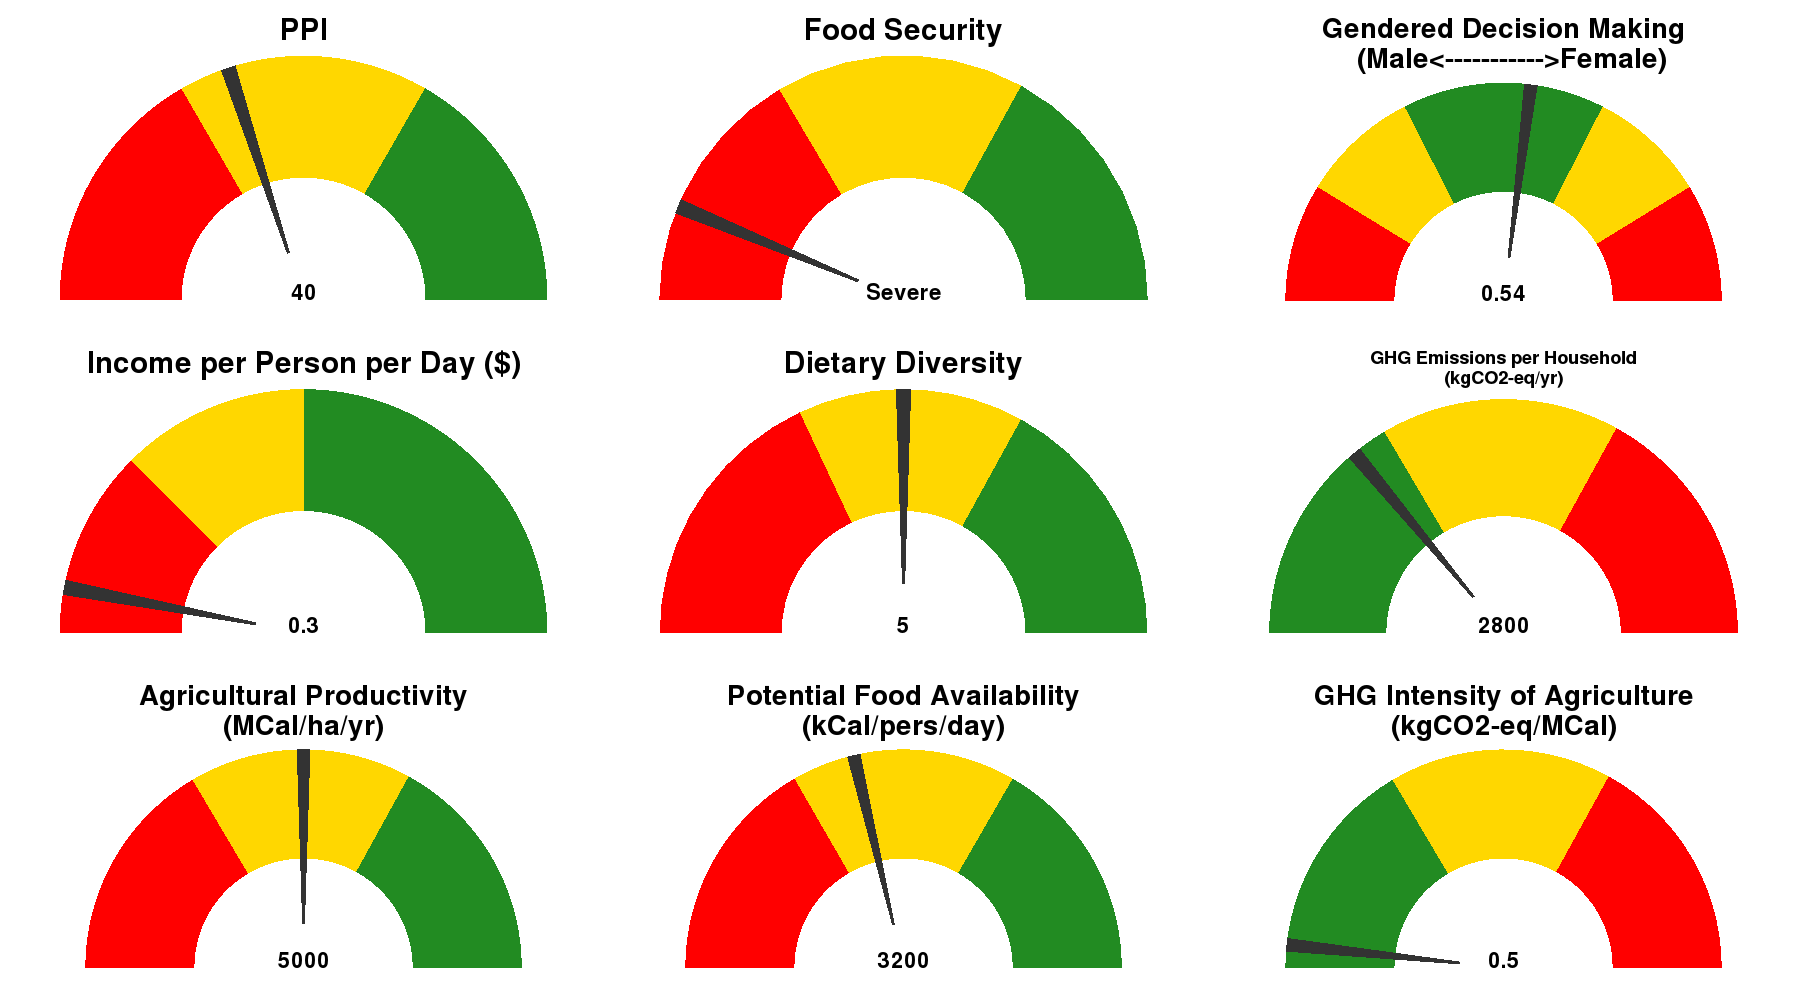 PPI
40
Food Security
Severe
Gendered Decision Making
(Male<----------->Female)
0.54
Income per Person per Day ($)
0.3
Dietary Diversity
5
GHG Emissions per Household
(kgCO2-eq/yr)
2800
Agricultural Productivity
(MCal/ha/yr)
5000
Potential Food Availability
(kCal/pers/day)
3200
GHG Intensity of Agriculture
(kgCO2-eq/MCal)
0.5